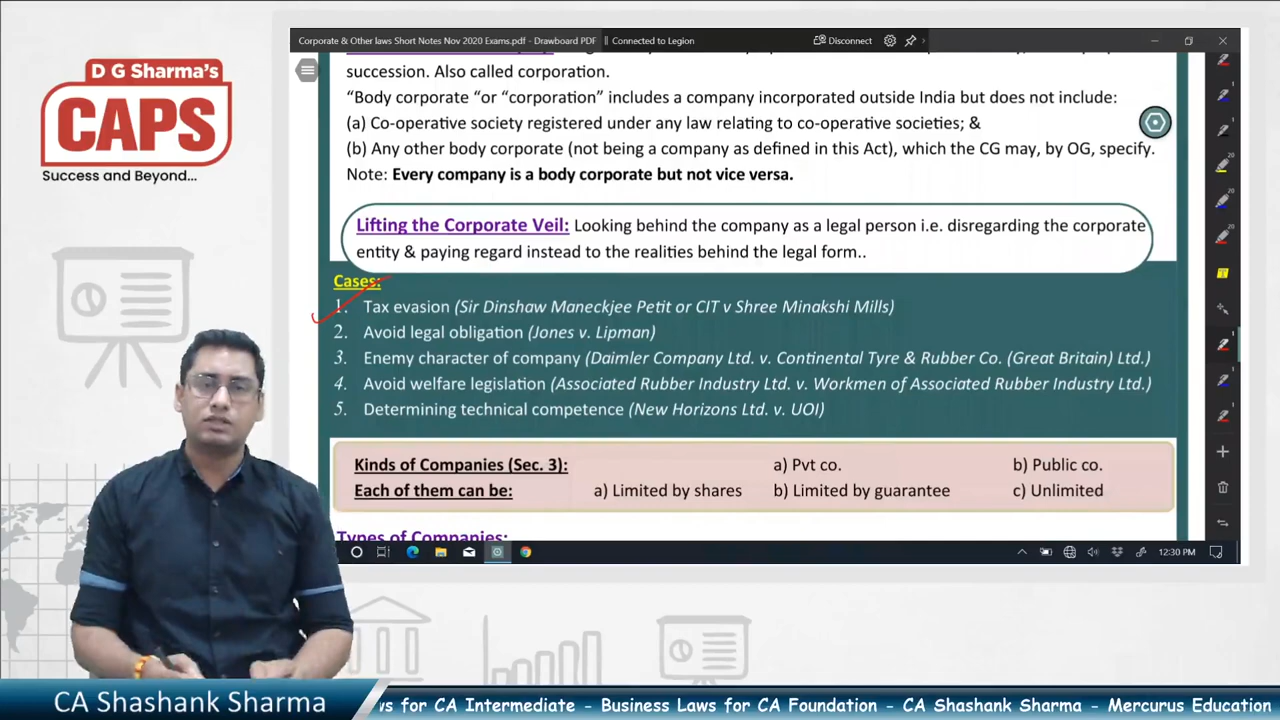 D G Sharma's
CAPS
Success and Beyond...
Corporate & Other laws Short Notes Nov 2020 Exams.pdf - Drawboard PDF
Connected to Legion
Disconnect
succession. Also called corporation.
"Body corporate "or "corporation" includes a company incorporated outside India but does not include:
(a) Co-operative society registered under any law relating to co-operative societies; &
(b) Any other body corporate (not being a company as defined in this Act), which the CG may, by OG, specify.
Note: Every company is a body corporate but not vice versa.
Lifting the Corporate Veil: Looking behind the company as a legal person i.e. disregarding the corporate
entity & paying regard instead to the realities behind the legal form..
Cases:
1. Tax evasion (Sir Dinshaw Maneckjee Petit or CIT v Shree Minakshi Mills)
2. Avoid legal obligation (Jones v. Lipman)
3. Enemy character of company (Daimler Company Ltd. v. Continental Tyre & Rubber Co. (Great Britain) Ltd.)
4. Avoid welfare legislation (Associated Rubber Industry Ltd. v. Workmen of Associated Rubber Industry Ltd.)
5. Determining technical competence (New Horizons Ltd. v. UOI)
Kinds of Companies (Sec. 3): a) Pvt co. b) Public co.
Each of them can be: a) Limited by shares b) Limited by guarantee c) Unlimited
Types of Companies:
12:30 PM
CA Shashank Sharma
ws for CA Intermediate - Business Laws for CA Foundation - CA Shashank Sharma - Mercurus Education